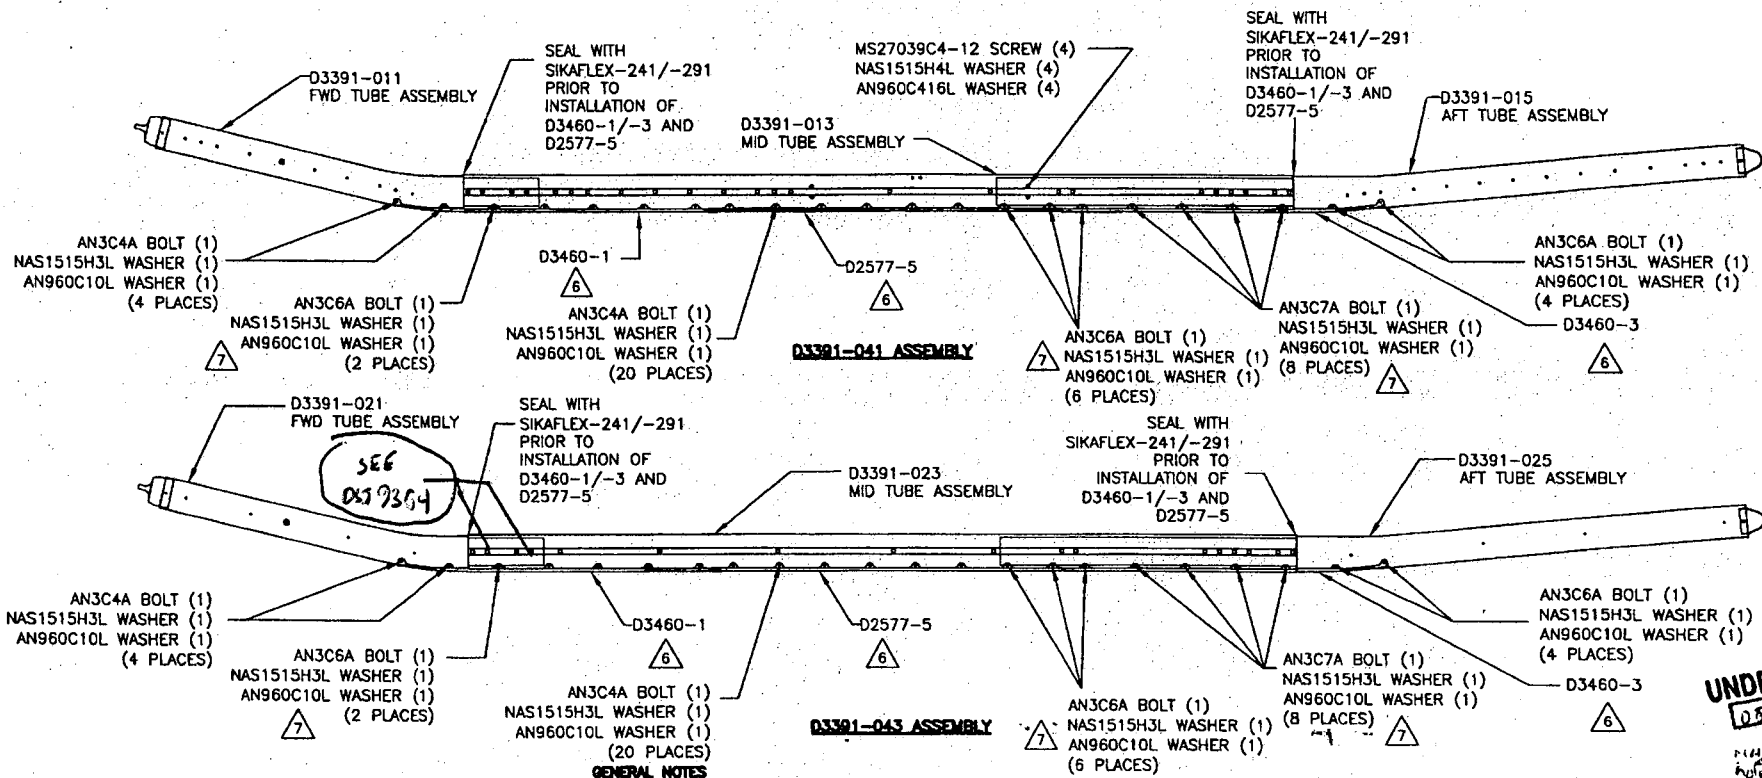 SEAL WITH
SIKAFLEX-241/-291
PRIOR TO
INSTALLATION OF
D3460-1/-3 AND
D2577-5
D3391-011
FWD TUBE ASSEMBLY
SEAL WITH
SIKAFLEX-241/-291
PRIOR TO
INSTALLATION OF
D3460-1/-3 AND
D2577-5
MS27039C4-12 SCREW (4)
NAS1515H4L WASHER (4)
AN960C416L WASHER (4)
D3391-013
MID TUBE ASSEMBLY
D3391-015
AFT TUBE ASSEMBLY
AN3C4A BOLT (1)
NAS1515H3L WASHER (1)
AN960C10L WASHER (1)
(4 PLACES)
AN3C6A BOLT (1)
NAS1515H3L WASHER (1)
AN960C10L WASHER (1)
(2 PLACES)
7
D3460-1
6
AN3C4A BOLT (1)
NAS1515H3L WASHER (1)
AN960C10L WASHER (1)
(20 PLACES)
D2577-5
6
D3391-041 ASSEMBLY
AN3C6A BOLT (1)
NAS1515H3L WASHER (1)
AN960C10L WASHER (1)
(6 PLACES)
7
AN3C7A BOLT (1)
NAS1515H3L WASHER (1)
AN960C10L WASHER (1)
(8 PLACES)
7
AN3C6A BOLT (1)
NAS1515H3L WASHER (1)
AN960C10L WASHER (1)
(4 PLACES)
D3460-3
6
D3391-021
FWD TUBE ASSEMBLY
SEE
SEAL WITH
SIKAFLEX-241/-291
PRIOR TO
INSTALLATION OF
D3460-1/-3 AND
D2577-5
D3391-023
MID TUBE ASSEMBLY
SEAL WITH
SIKAFLEX-241/-291
PRIOR TO
INSTALLATION OF
D3460-1/-3 AND
D2577-5
D3391-025
AFT TUBE ASSEMBLY
AN3C4A BOLT (1)
NAS1515H3L WASHER (1)
AN960C10L WASHER (1)
(4 PLACES)
AN3C6A BOLT (1)
NAS1515H3L WASHER (1)
AN960C10L WASHER (1)
(2 PLACES)
7
D3460-1
6
AN3C4A BOLT (1)
NAS1515H3L WASHER (1)
AN960C10L WASHER (1)
(20 PLACES)
D2577-5
6
D3391-043 ASSEMBLY
AN3C6A BOLT (1)
NAS1515H3L WASHER (1)
AN960C10L WASHER (1)
(6 PLACES)
7
AN3C7A BOLT (1)
NAS1515H3L WASHER (1)
AN960C10L WASHER (1)
(8 PLACES)
7
AN3C6A BOLT (1)
NAS1515H3L WASHER (1)
AN960C10L WASHER (1)
(4 PLACES)
D3460-3
6
GENERAL NOTES